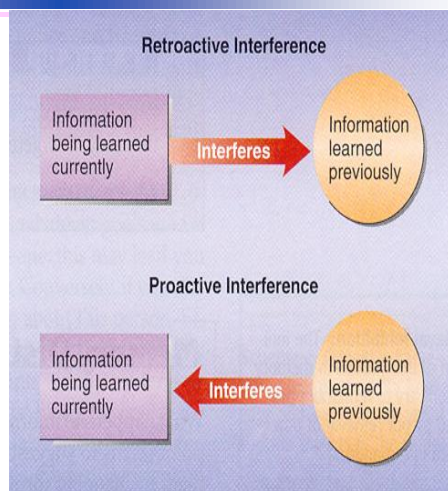 Retroactive Interference
Information
being learned
currently
Interferes
Information
learned
previously
Proactive Interference
Information
being learned
currently
Interferes
Information
learned
previously